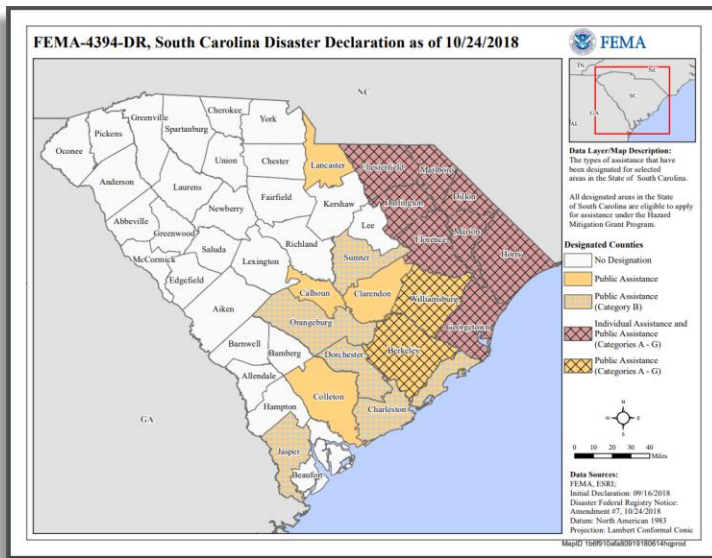 FEMA-4394-DR, South Carolina Disaster Declaration as of 10/24/2018
FEMA
NC
TN
NC
SC
GA
AL
Cherokee
York
Greenville
Spartanburg
Pickens
Oconee
Union
Chester
Lancaster
Chesterfield
Marlboro
Anderson
Laurens
Fairfield
Kershaw
Darlington
Dillon
Newberry
Lee
Marion
Abbeville
Greenwood
Florence
Horry
Saluda
Richland
Sumter
McCormick
Lexington
Edgefield
Calhoun
Clarendon
Williamsburg
Aiken
Orangeburg
Georgetown
Barnwell
Bamberg
Dorchester
Berkeley
Allendale
Colleton
Hampton
Charleston
GA
Jasper
Beaufort
Data Layer/Map Description:
The types of assistance that have
been designated for selected
areas in the State of South Carolina.
All designated areas in the State
of South Carolina are eligible to apply
for assistance under the Hazard
Mitigation Grant Program.
Designated Counties
No Designation
Public Assistance
Public Assistance
(Category B)
Individual Assistance and
Public Assistance
(Categories A - G)
Public Assistance
(Categories A - G)
N
W E
S
0 10 20 30 40
Miles
Data Sources:
FEMA, ESRI;
Initial Declaration: 09/16/2018
Disaster Federal Registry Notice:
Amendment #7, 10/24/2018
Datum: North American 1983
Projection: Lambert Conformal Conic
MapID 1b6f910afa80919180614hqprod